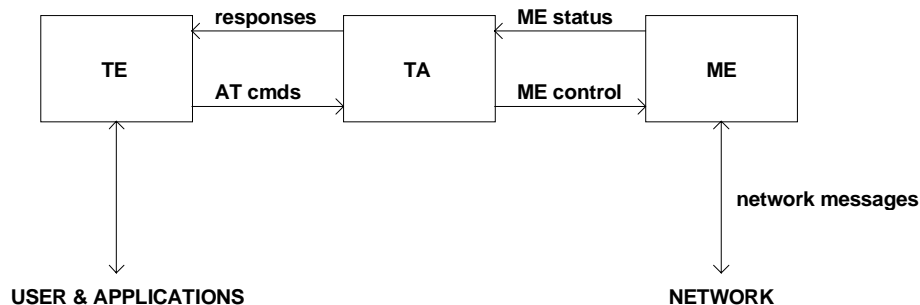 responses
ME status
TE
TA
ME
AT cmds
ME control
network messages
USER & APPLICATIONS
NETWORK